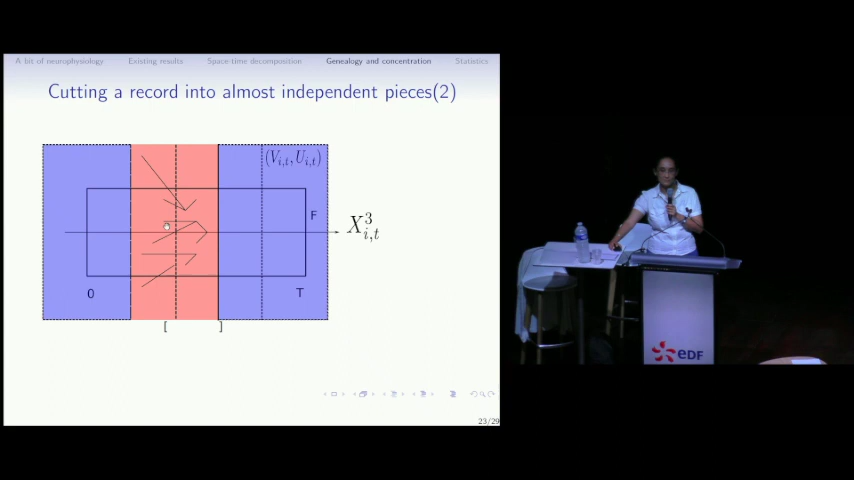 A bit of neurophysiology Existing results Space-time decomposition Genealogy and concentration Statistics
Cutting a record into almost independent pieces(2)
(V_{i,t}, U_{i,t})
F
X^3_{i,t}
0 T
[ ]
23/29
eDF